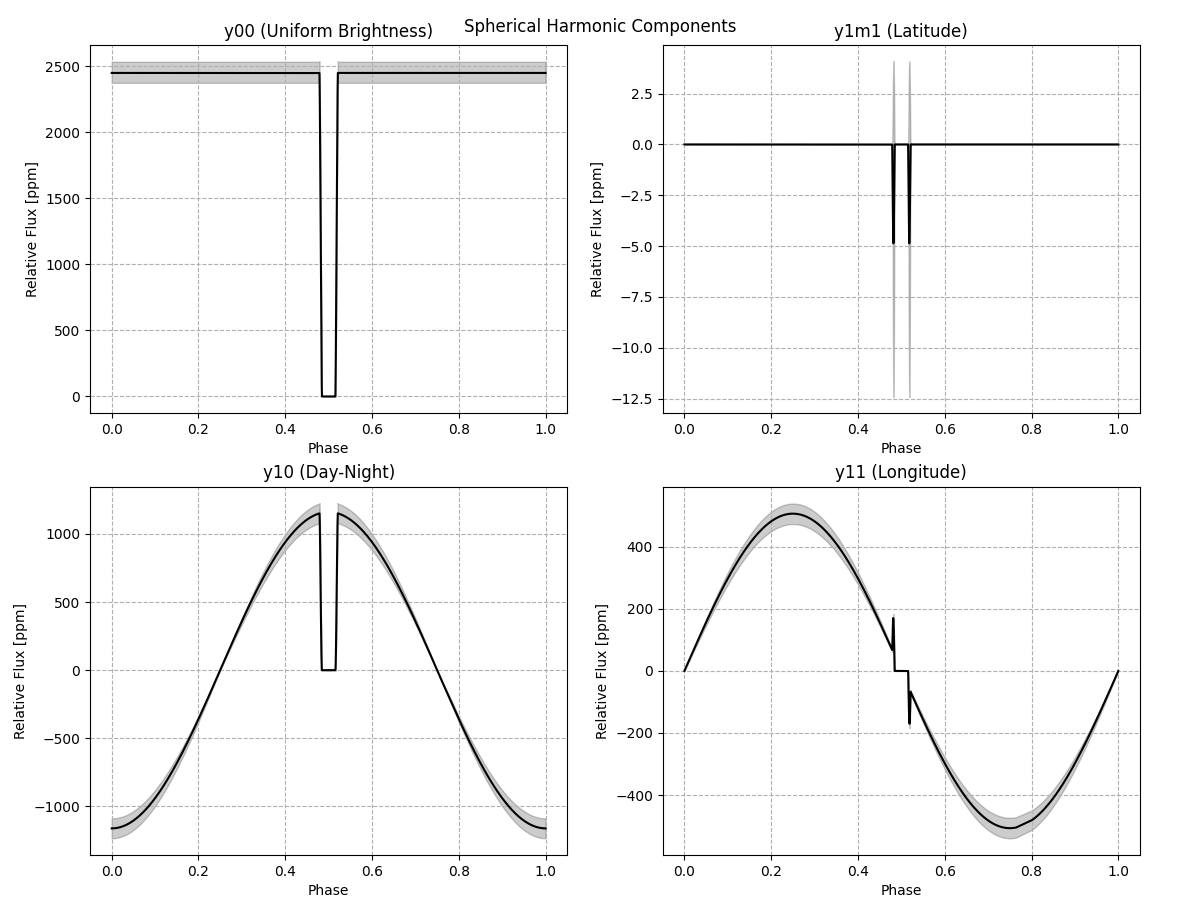 Spherical Harmonic Components
y00 (Uniform Brightness)
Relative Flux [ppm]
2500
2000
1500
1000
500
0
0.0 0.2 0.4 0.6 0.8 1.0
Phase
y1m1 (Latitude)
Relative Flux [ppm]
2.5
0.0
−2.5
−5.0
−7.5
−10.0
−12.5
0.0 0.2 0.4 0.6 0.8 1.0
Phase
y10 (Day-Night)
Relative Flux [ppm]
1000
500
0
−500
−1000
0.0 0.2 0.4 0.6 0.8 1.0
Phase
y11 (Longitude)
Relative Flux [ppm]
400
200
0
−200
−400
0.0 0.2 0.4 0.6 0.8 1.0
Phase